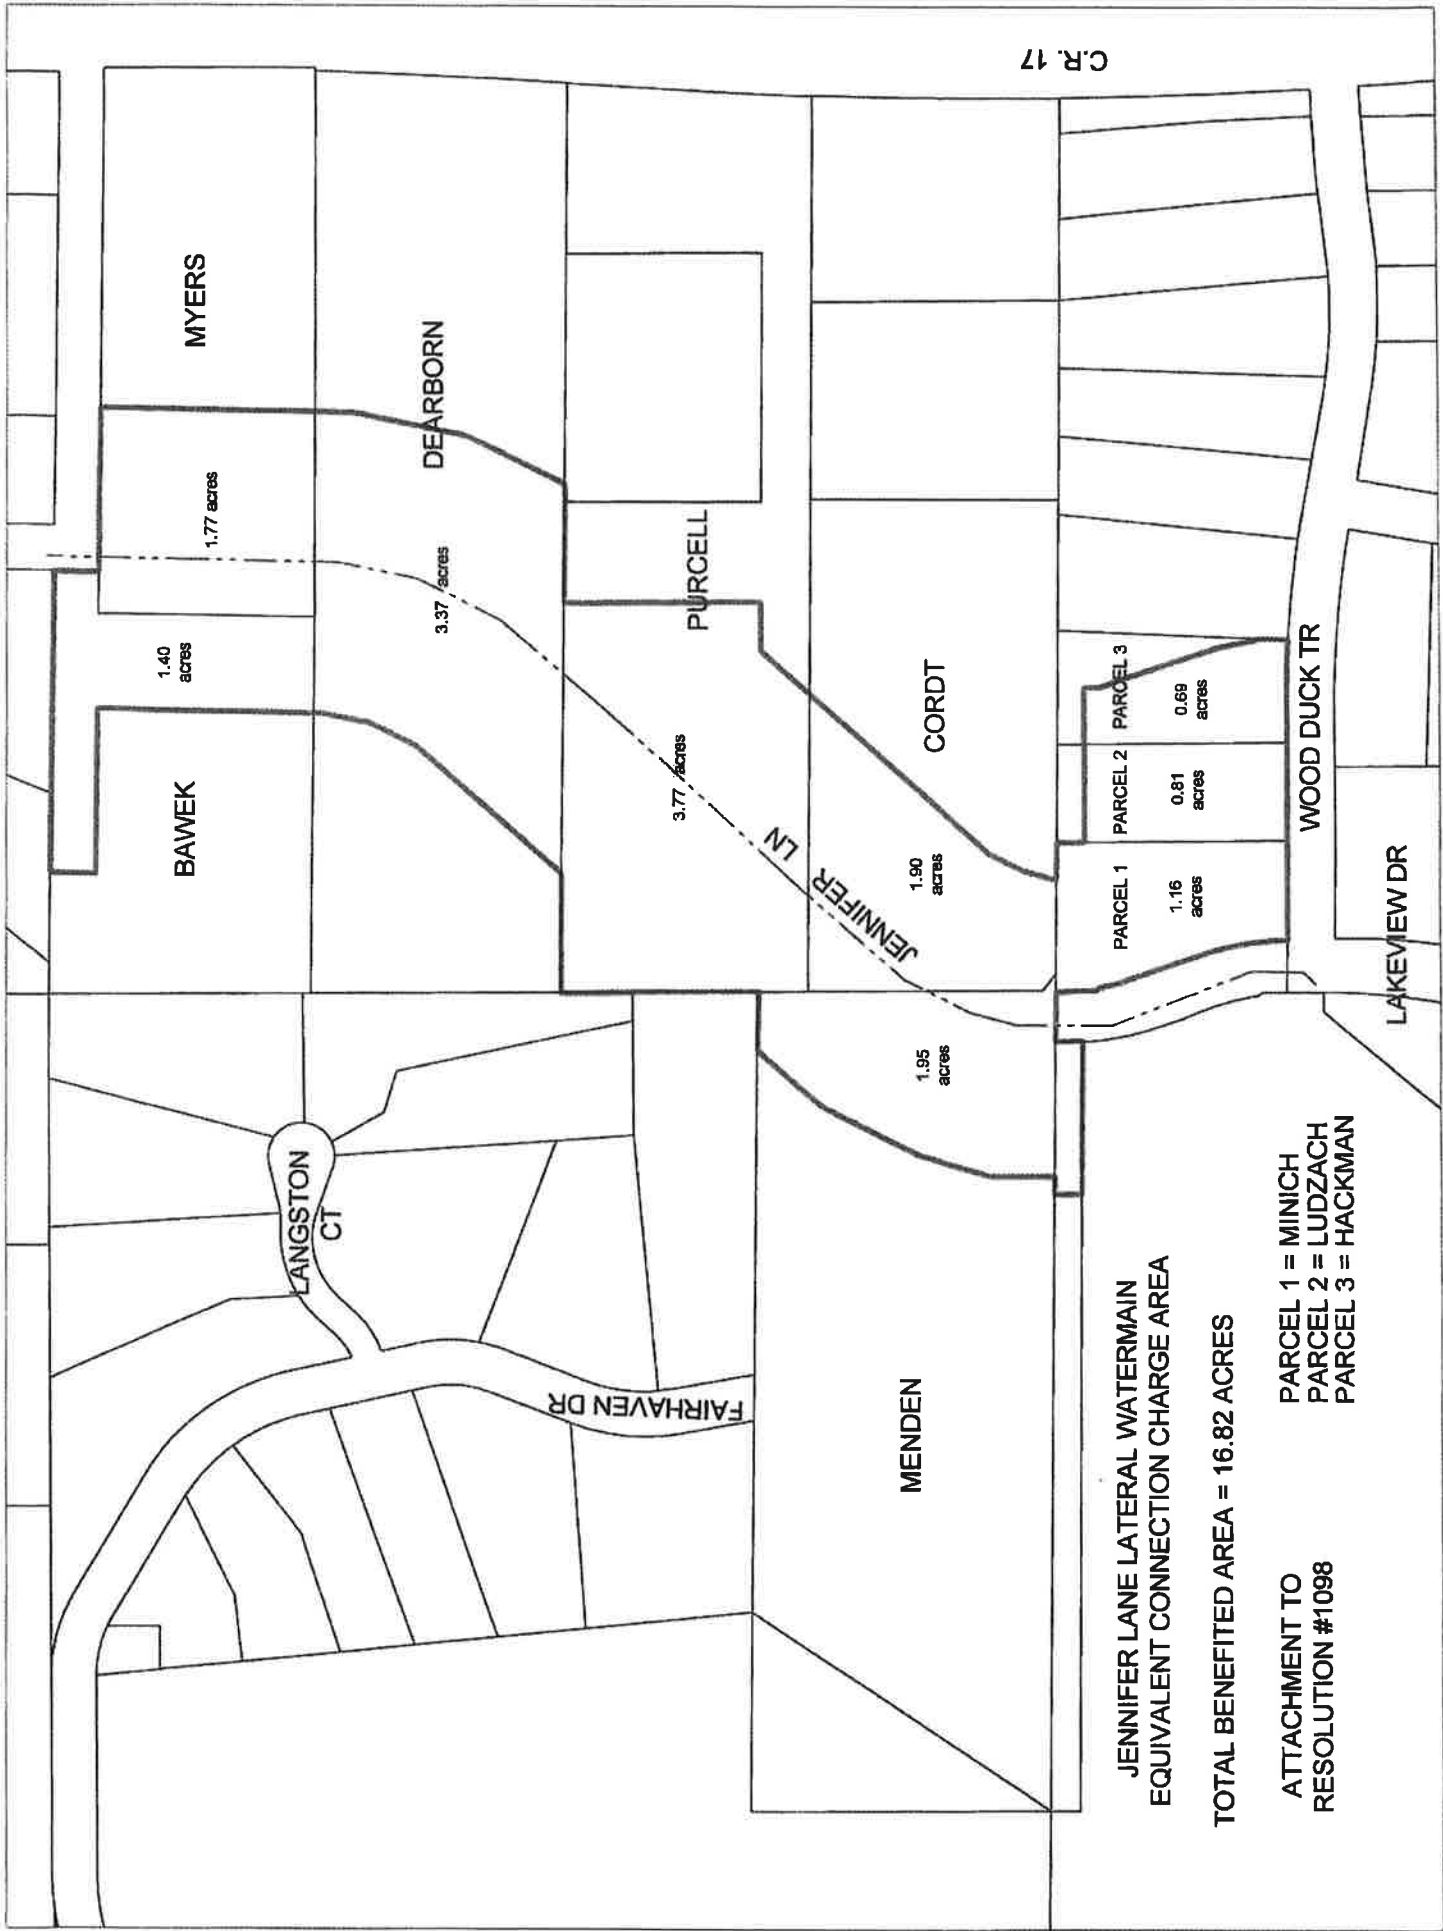 C.R. 17
MYERS
1.77 acres
DEARBORN
3.37 acres
1.40
acres
BAWEK
PURCELL
3.77 acres
CORDT
1.90
acres
JENNIFER LN
PARCEL 3
0.69
acres
PARCEL 2
0.81
acres
PARCEL 1
1.16
acres
WOOD DUCK TR
LAKEVIEW DR
1.95
acres
LANGSTON
CT
FAIRHAVEN DR
MENDEN
JENNIFER LANE LATERAL WATERMAIN
EQUIVALENT CONNECTION CHARGE AREA
TOTAL BENEFITED AREA = 16.82 ACRES
ATTACHMENT TO
RESOLUTION #1098
PARCEL 1 = MINICH
PARCEL 2 = LUDZACH
PARCEL 3 = HACKMAN